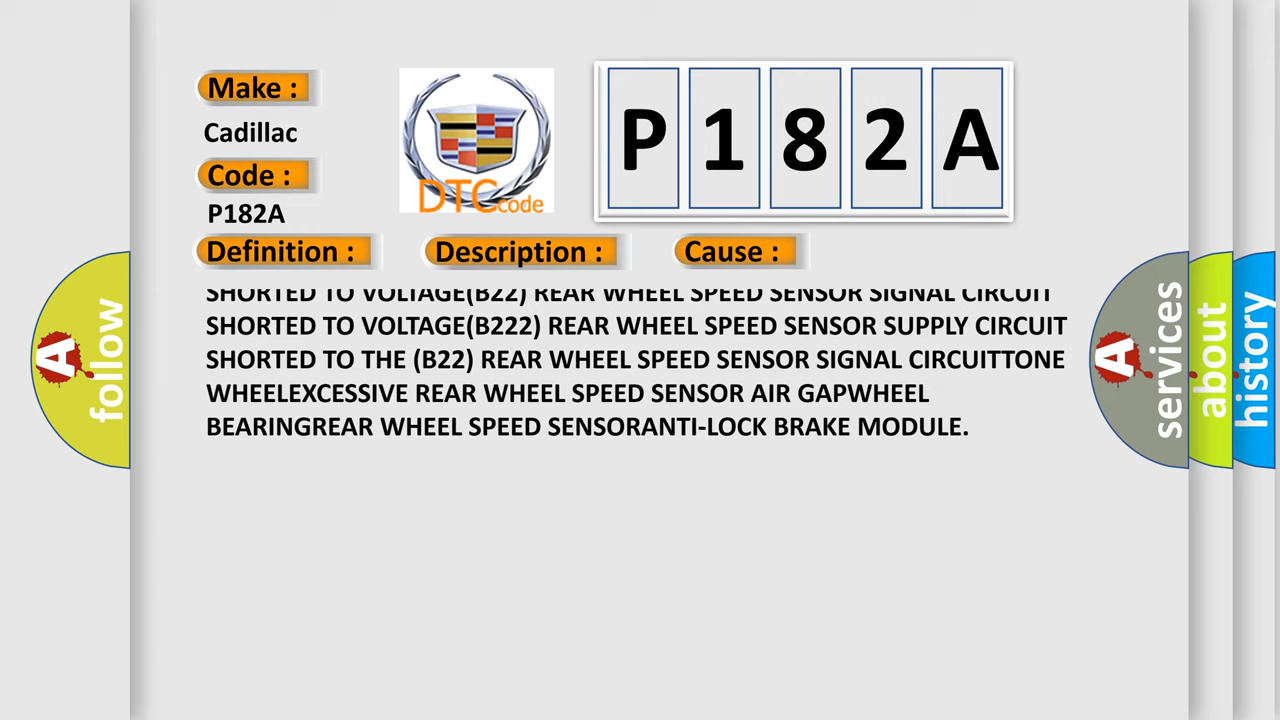 Make :
Cadillac
Code :
P182A
DTC code
P 1 8 2 A
Definition :
Description :
Cause :
SHORTED TO VOLTAGE(B22) REAR WHEEL SPEED SENSOR SIGNAL CIRCUIT
SHORTED TO VOLTAGE(B222) REAR WHEEL SPEED SENSOR SUPPLY CIRCUIT
SHORTED TO THE (B22) REAR WHEEL SPEED SENSOR SIGNAL CIRCUITTONE
WHEELEXCESSIVE REAR WHEEL SPEED SENSOR AIR GAPWHEEL
BEARINGREAR WHEEL SPEED SENSORANTI-LOCK BRAKE MODULE.
A
follow
A
services
about
history